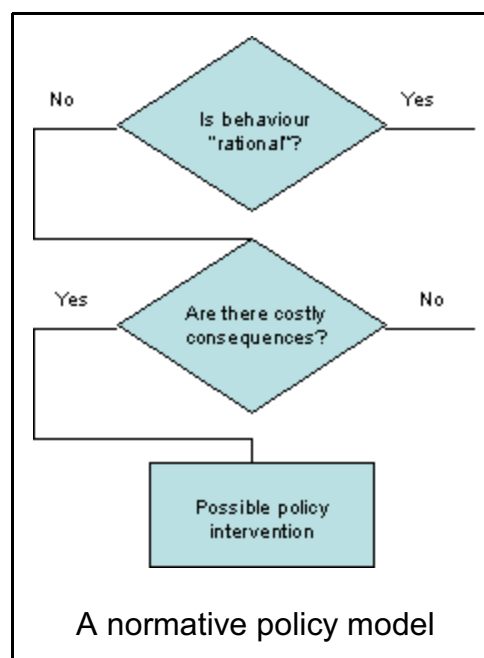 No
Yes
Is behaviour
"rational"?
Yes
No
Are there costly
consequences?
Possible policy
intervention
A normative policy model